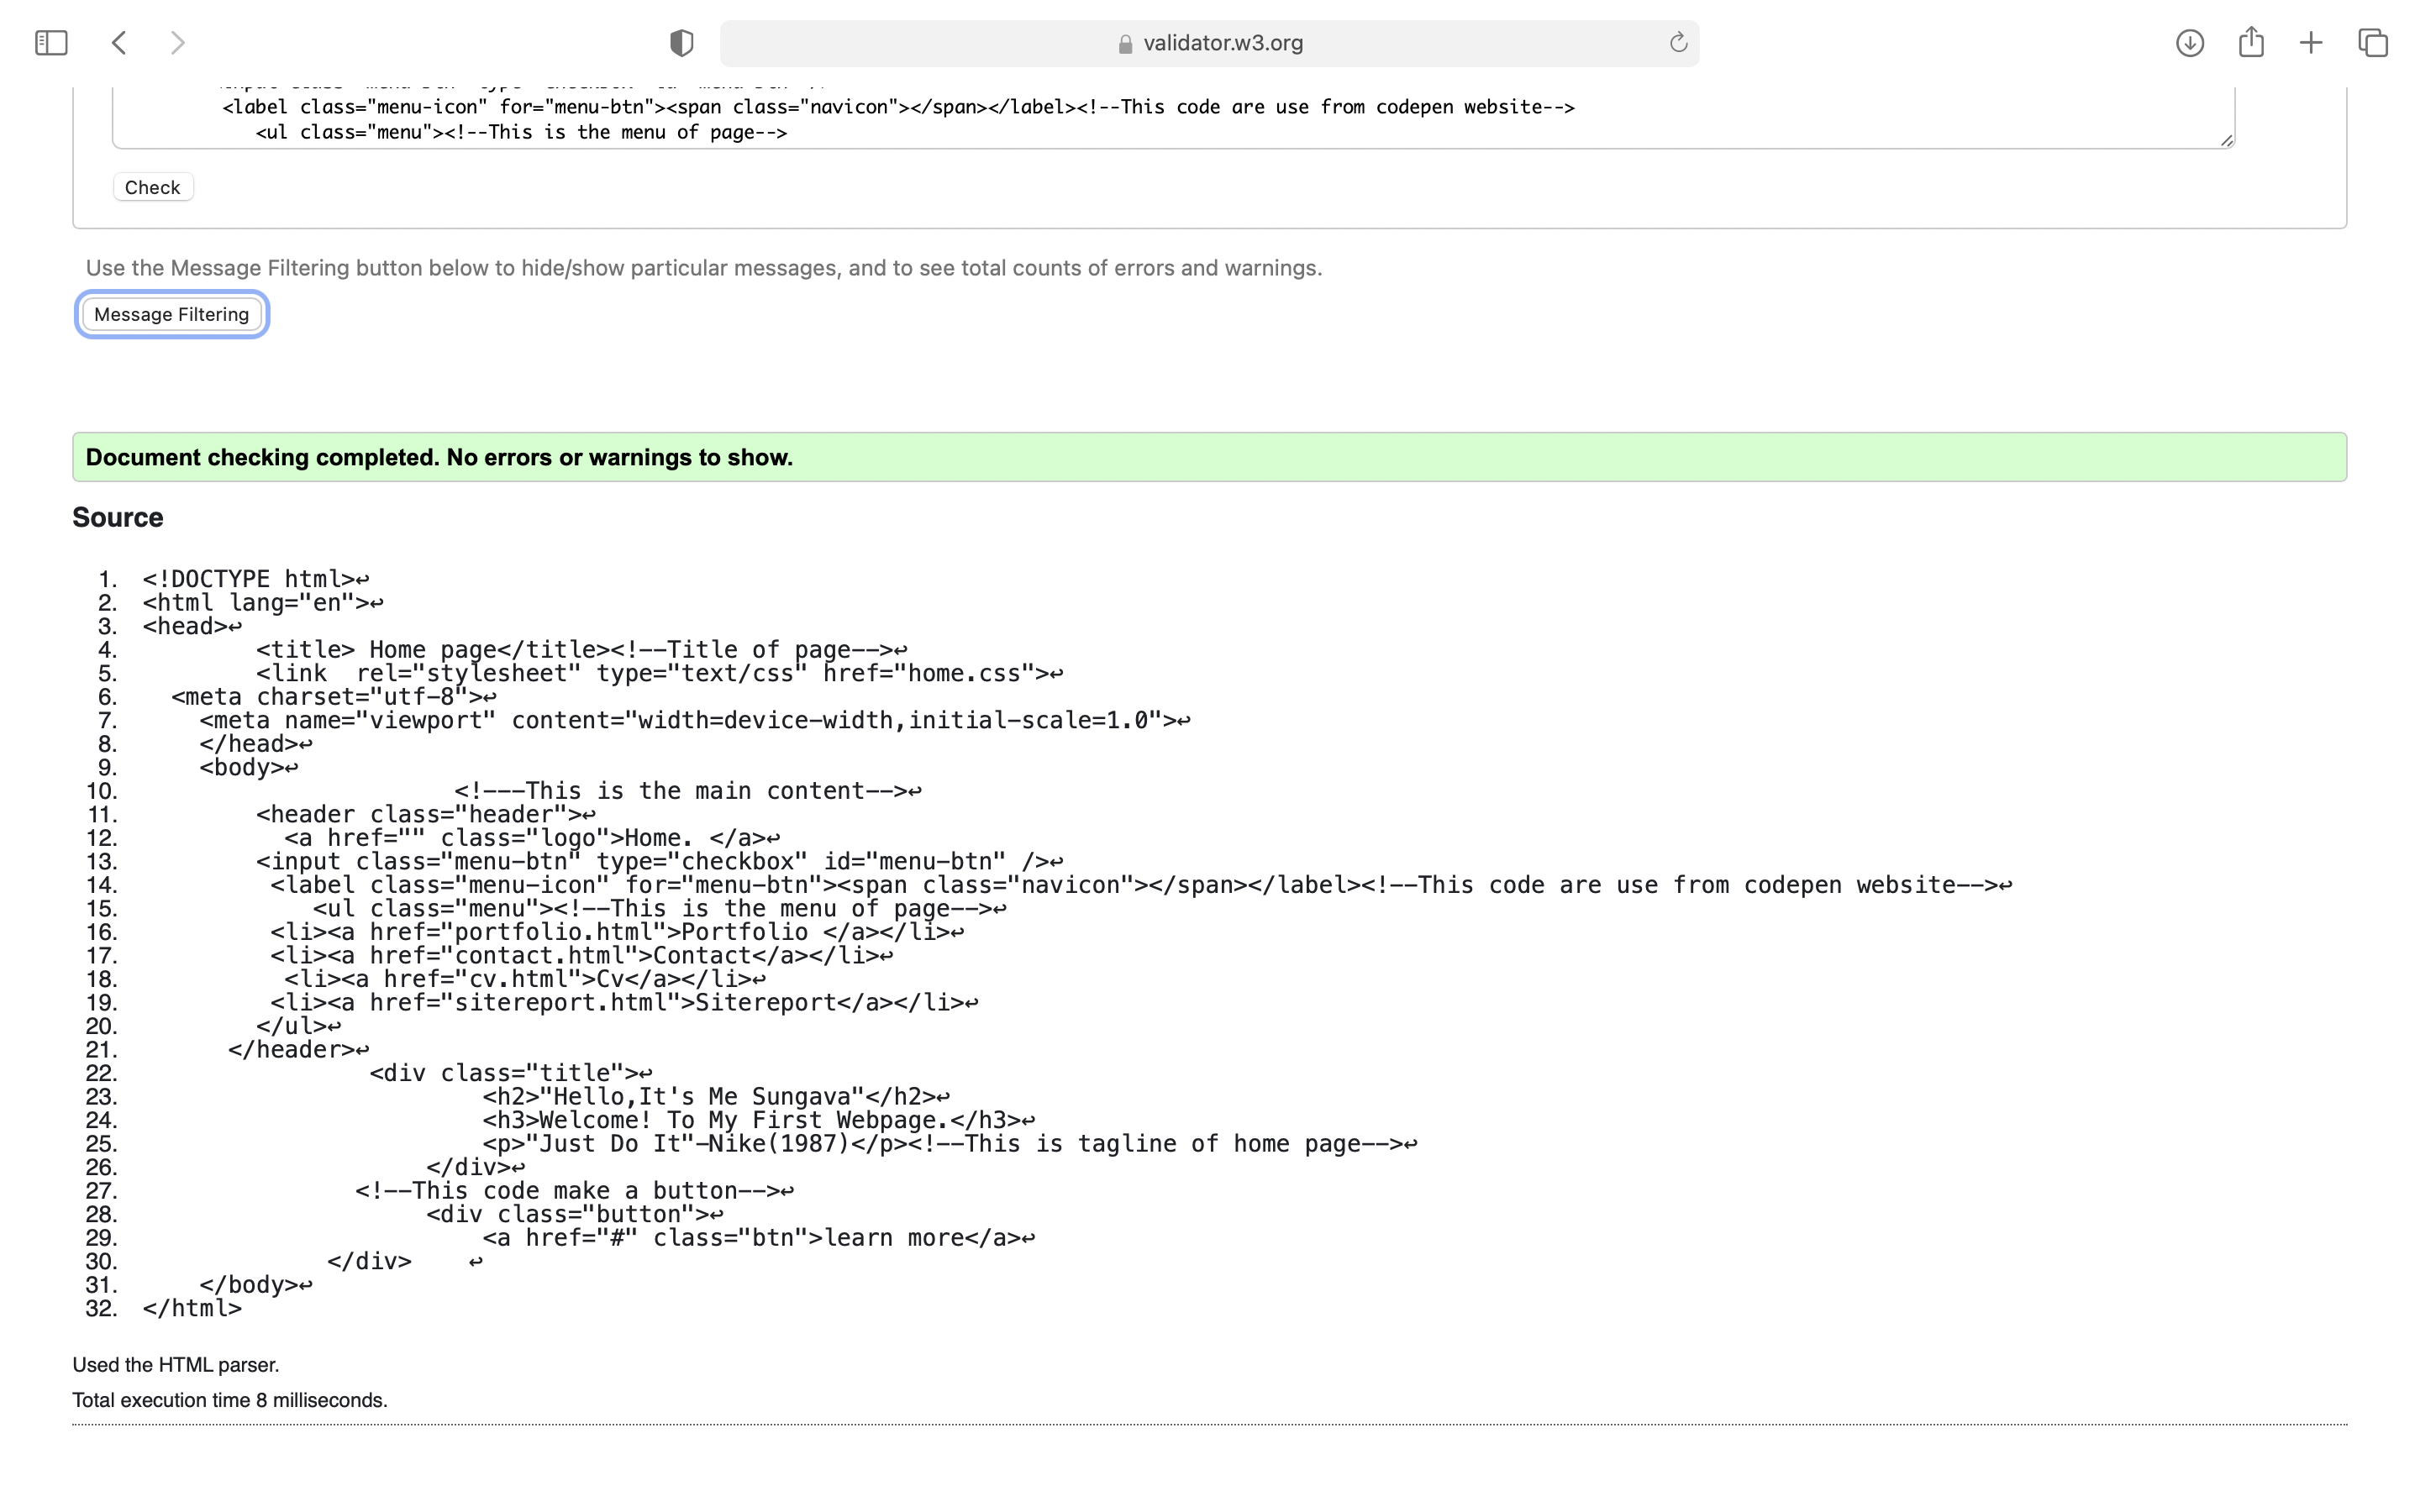 validator.w3.org
<label class="menu-icon" for="menu-btn"><span class="navicon"></span></label><!--This code are use from codepen website-->
<ul class="menu"><!--This is the menu of page-->
Check
Use the Message Filtering button below to hide/show particular messages, and to see total counts of errors and warnings.
Message Filtering
Document checking completed. No errors or warnings to show.
Source
1. <!DOCTYPE html>↩
2. <html lang="en">↩
3. <head>↩
4. <title> Home page</title><!--Title of page-->↩
5. <link  rel="stylesheet" type="text/css" href="home.css">↩
6. <meta charset="utf-8">↩
7. <meta name="viewport" content="width=device-width,initial-scale=1.0">↩
8. </head>↩
9. <body>↩
10. <!---This is the main content-->↩
11. <header class="header">↩
12. <a href="" class="logo">Home. </a>↩
13. <input class="menu-btn" type="checkbox" id="menu-btn" />↩
14. <label class="menu-icon" for="menu-btn"><span class="navicon"></span></label><!--This code are use from codepen website-->↩
15. <ul class="menu"><!--This is the menu of page-->↩
16. <li><a href="portfolio.html">Portfolio </a></li>↩
17. <li><a href="contact.html">Contact</a></li>↩
18. <li><a href="cv.html">Cv</a></li>↩
19. <li><a href="sitereport.html">Sitereport</a></li>↩
20. </ul>↩
21. </header>↩
22. <div class="title">↩
23. <h2>"Hello,It's Me Sungava"</h2>↩
24. <h3>Welcome! To My First Webpage.</h3>↩
25. <p>"Just Do It"-Nike(1987)</p><!--This is tagline of home page-->↩
26. </div>↩
27. <!--This code make a button-->↩
28. <div class="button">↩
29. <a href="#" class="btn">learn more</a>↩
30. </div>    ↩
31. </body>↩
32. </html>
Used the HTML parser.
Total execution time 8 milliseconds.